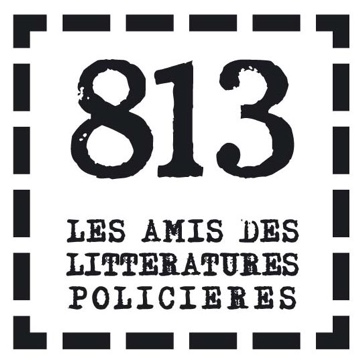 813
LES AMIS DES
LITTERATURES
POLICIERES